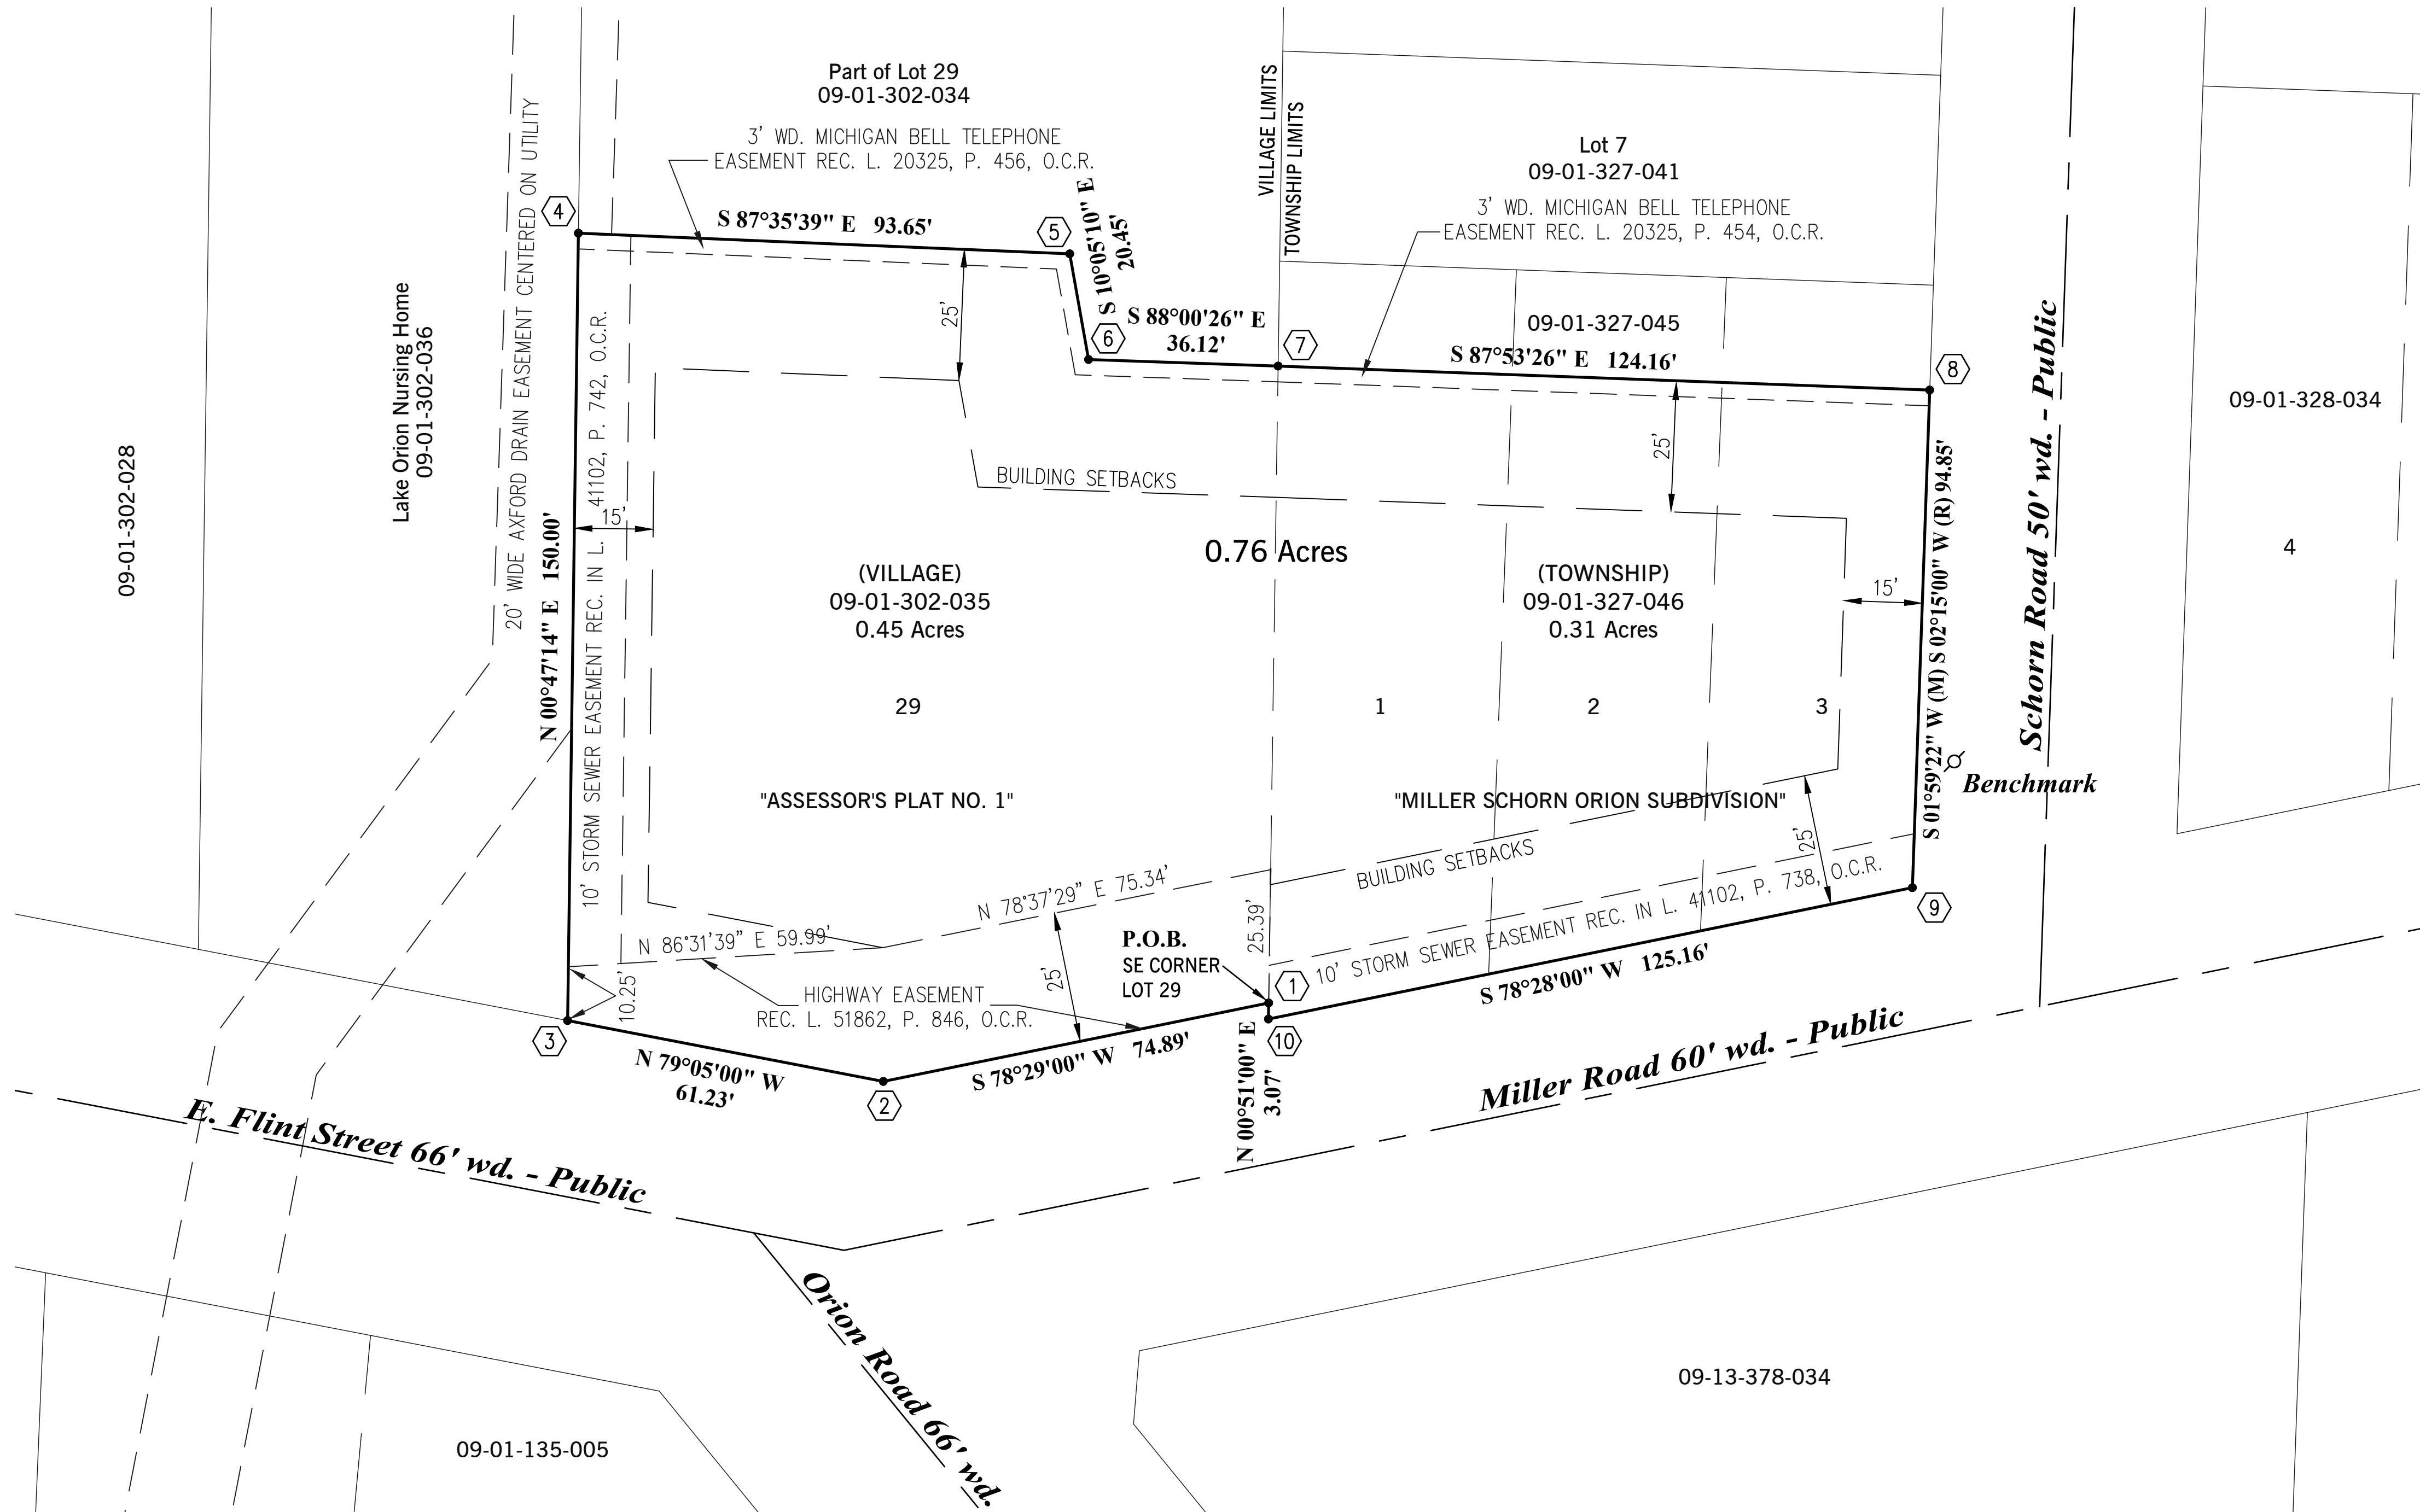 Part of Lot 29
09-01-302-034
3' WD. MICHIGAN BELL TELEPHONE
EASEMENT REC. L. 20325, P. 456, O.C.R.
VILLAGE LIMITS
TOWNSHIP LIMITS
Lot 7
09-01-327-041
3' WD. MICHIGAN BELL TELEPHONE
EASEMENT REC. L. 20325, P. 454, O.C.R.
20' WIDE AXFORD DRAIN EASEMENT CENTERED ON UTILITY
4
S 87°35'39" E 93.65'
5
S 10°05'10" E
20.45'
6
S 88°00'26" E
36.12'
7
09-01-327-045
S 87°53'26" E 124.16'
8
25'
25'
09-01-302-028
Lake Orion Nursing Home
09-01-302-036
N 00°47'14" E 150.00'
10' STORM SEWER EASEMENT REC. IN L. 41102, P. 742, O.C.R.
15'
BUILDING SETBACKS
0.76 Acres
(VILLAGE)
09-01-302-035
0.45 Acres
(TOWNSHIP)
09-01-327-046
0.31 Acres
15'
S 01°59'22" W (M) S 02°15'00" W (R) 94.85'
Schorn Road 50' wd. - Public
09-01-328-034
4
29
1
2
3
"ASSESSOR'S PLAT NO. 1"
"MILLER SCHORN ORION SUBDIVISION"
Benchmark
25'
BUILDING SETBACKS
N 78°37'29" E 75.34'
N 86°31'39" E 59.99'
25.39'
10' STORM SEWER EASEMENT REC. IN L. 41102, P. 738, O.C.R.
9
P.O.B.
SE CORNER
LOT 29
1
10
25'
10.25'
HIGHWAY EASEMENT
REC. L. 51862, P. 846, O.C.R.
3
N 79°05'00" W
61.23'
2
S 78°29'00" W 74.89'
N 00°51'00" E
3.07'
S 78°28'00" W 125.16'
Miller Road 60' wd. - Public
E. Flint Street 66' wd. - Public
Orion Road 66' wd.
09-13-378-034
09-01-135-005